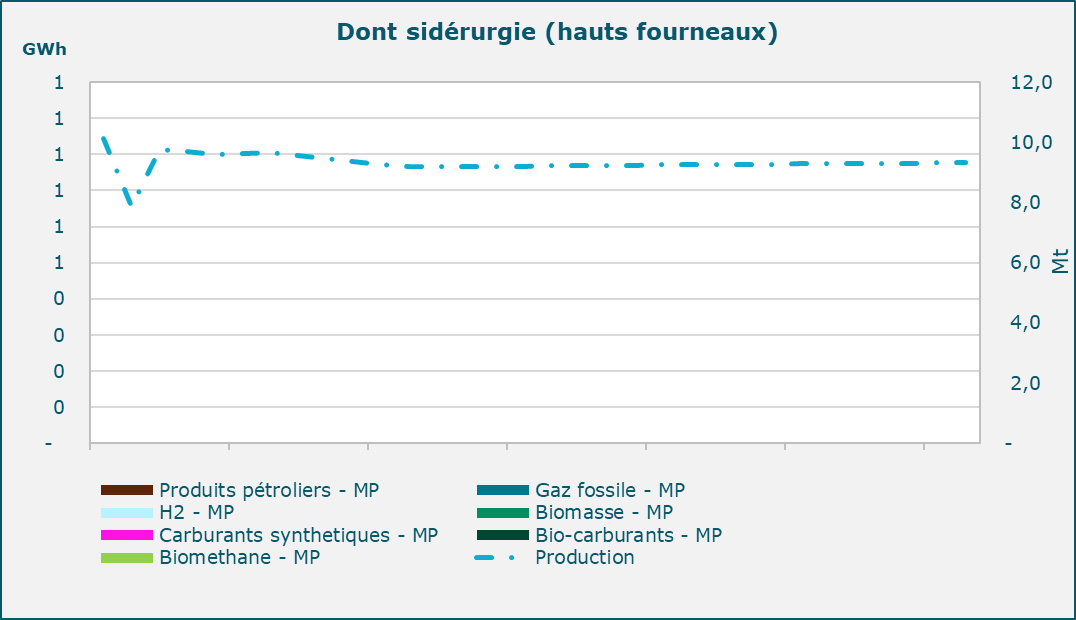 Dont sidérurgie (hauts fourneaux)
GWh
1
1
1
1
1
1
0
0
0
0
-
12,0
10,0
8,0
6,0
4,0
2,0
-
Mt
Produits pétroliers - MP
Gaz fossile - MP
H2 - MP
Biomasse - MP
Carburants synthetiques - MP
Bio-carburants - MP
Biomethane - MP
Production